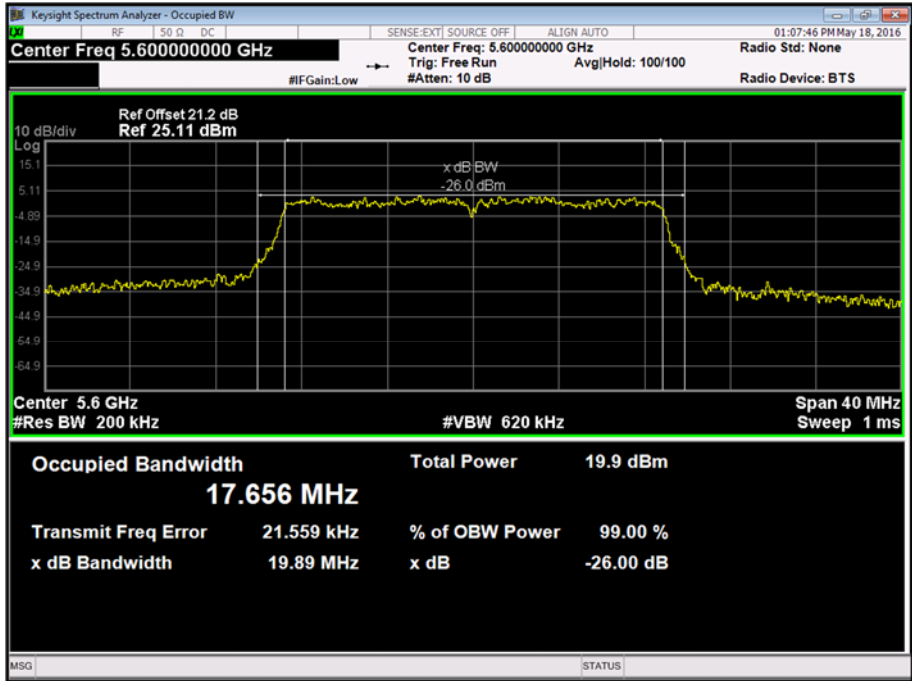 Keysight Spectrum Analyzer - Occupied BW
LXI RF 50 Ω DC SENSE:EXT SOURCE OFF ALIGN AUTO 01:07:46 PM May 18, 2016
Center Freq 5.600000000 GHz Center Freq: 5.600000000 GHz Radio Std: None
Trig: Free Run Avg|Hold: 100/100
#IFGain:Low #Atten: 10 dB Radio Device: BTS
Ref Offset 21.2 dB
10 dB/div Ref 25.11 dBm
Log
15.1
x dB BW
5.11
-26.0 dBm
-4.89
-14.9
-24.9
-34.9
-44.9
-54.9
-64.9
Center 5.6 GHz Span 40 MHz
#Res BW 200 kHz #VBW 620 kHz Sweep 1 ms
Occupied Bandwidth Total Power 19.9 dBm
17.656 MHz
Transmit Freq Error 21.559 kHz % of OBW Power 99.00 %
x dB Bandwidth 19.89 MHz x dB -26.00 dB
MSG STATUS